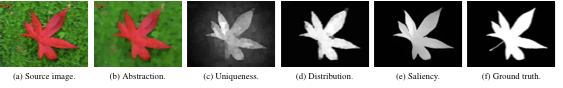 (a) Source image. (b) Abstraction. (c) Uniqueness. (d) Distribution. (e) Saliency. (f) Ground truth.